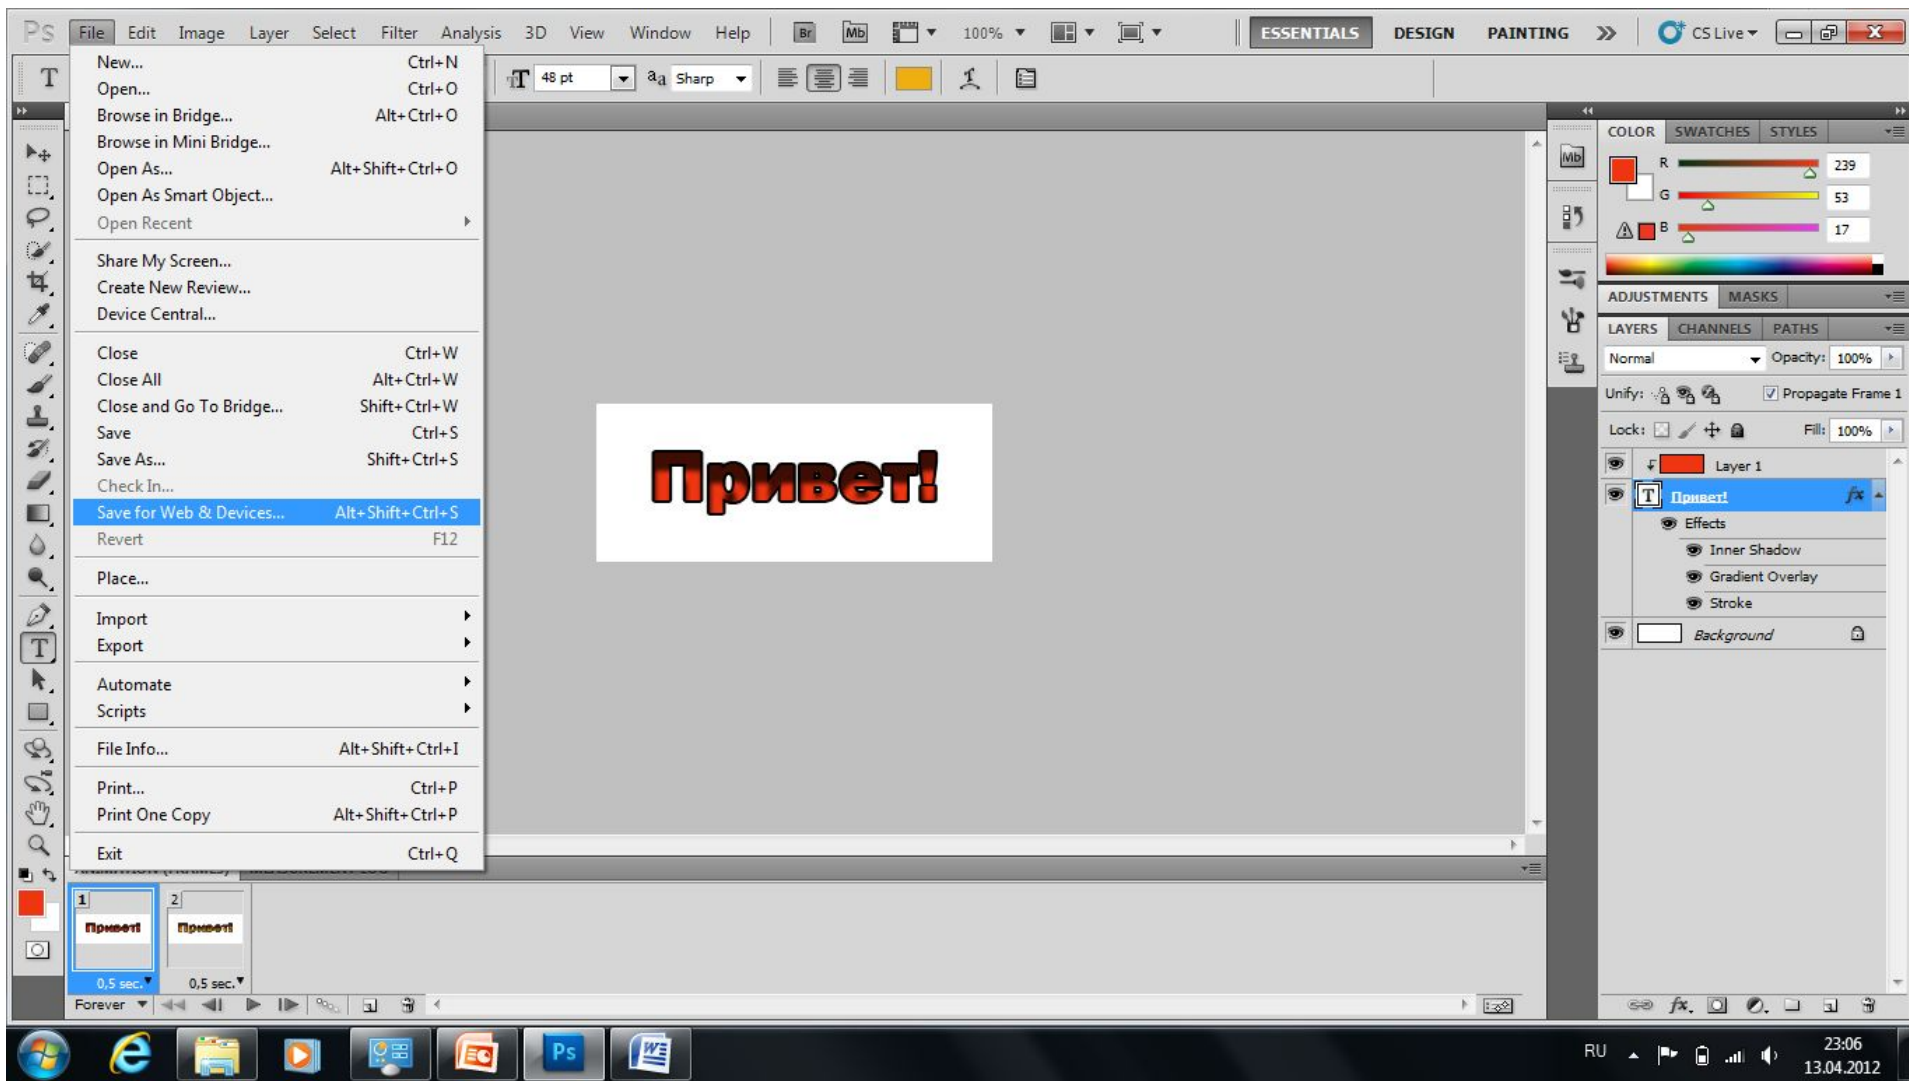 Ps File Edit Image Layer Select Filter Analysis 3D View Window Help Br Mb 100% ESSENTIALS DESIGN PAINTING CS Live
T T 48 pt aa Sharp
New... Ctrl+N
Open... Ctrl+O
Browse in Bridge... Alt+Ctrl+O
Browse in Mini Bridge...
Open As... Alt+Shift+Ctrl+O
Open As Smart Object...
Open Recent
Share My Screen...
Create New Review...
Device Central...
Close Ctrl+W
Close All Alt+Ctrl+W
Close and Go To Bridge... Shift+Ctrl+W
Save Ctrl+S
Save As... Shift+Ctrl+S
Check In...
Save for Web & Devices... Alt+Shift+Ctrl+S
Revert F12
Place...
Import
Export
Automate
Scripts
File Info... Alt+Shift+Ctrl+I
Print... Ctrl+P
Print One Copy Alt+Shift+Ctrl+P
Exit Ctrl+Q
Привет!
Mb
COLOR SWATCHES STYLES
R 239
G 53
B 17
ADJUSTMENTS MASKS
LAYERS CHANNELS PATHS
Normal Opacity: 100%
Unify: Propagate Frame 1
Lock: Fill: 100%
Layer 1
T Привет! fx
Effects
Inner Shadow
Gradient Overlay
Stroke
Background
1 2
Привет! Привет!
0,5 sec. 0,5 sec.
Forever
fx.
Ps W RU 23:06
13.04.2012